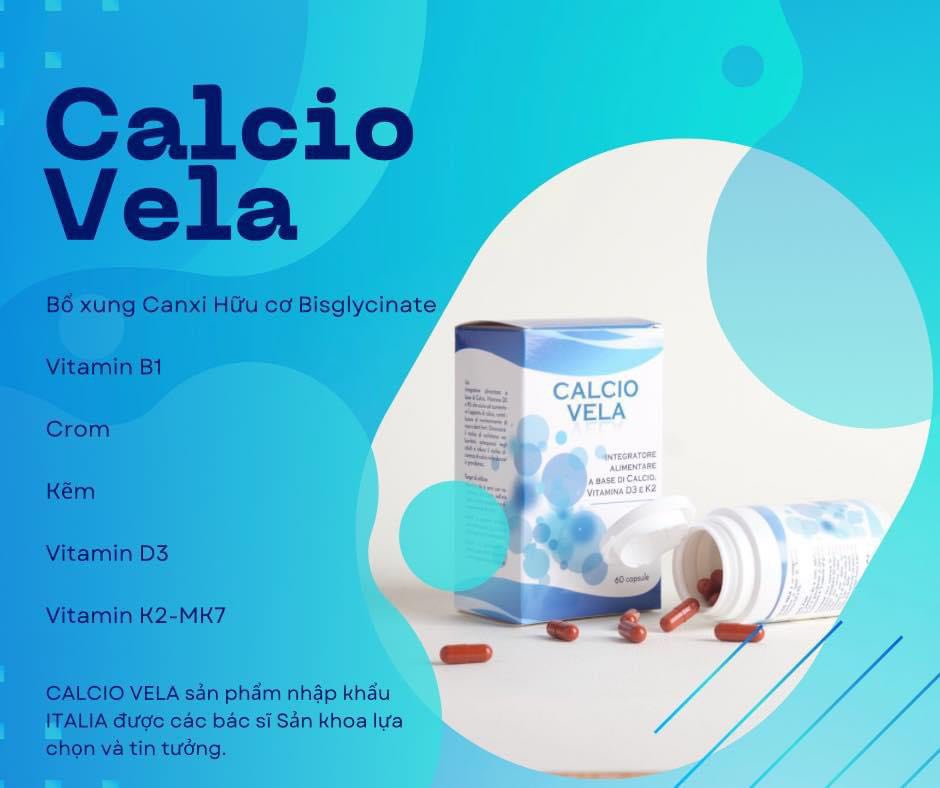 Calcio
Vela
Bổ xung Canxi Hữu cơ Bisglycinate
Vitamin B1
Crom
Kẽm
Vitamin D3
Vitamin K2-MK7
CALCIO VELA sản phẩm nhập khẩu
ITALIA được các bác sĩ Sản khoa lựa
chọn và tin tưởng.
CALCIO
VELA
INTEGRATORE
ALIMENTARE
A BASE DI CALCIO,
VITAMINA D3 E K2
60 capsule